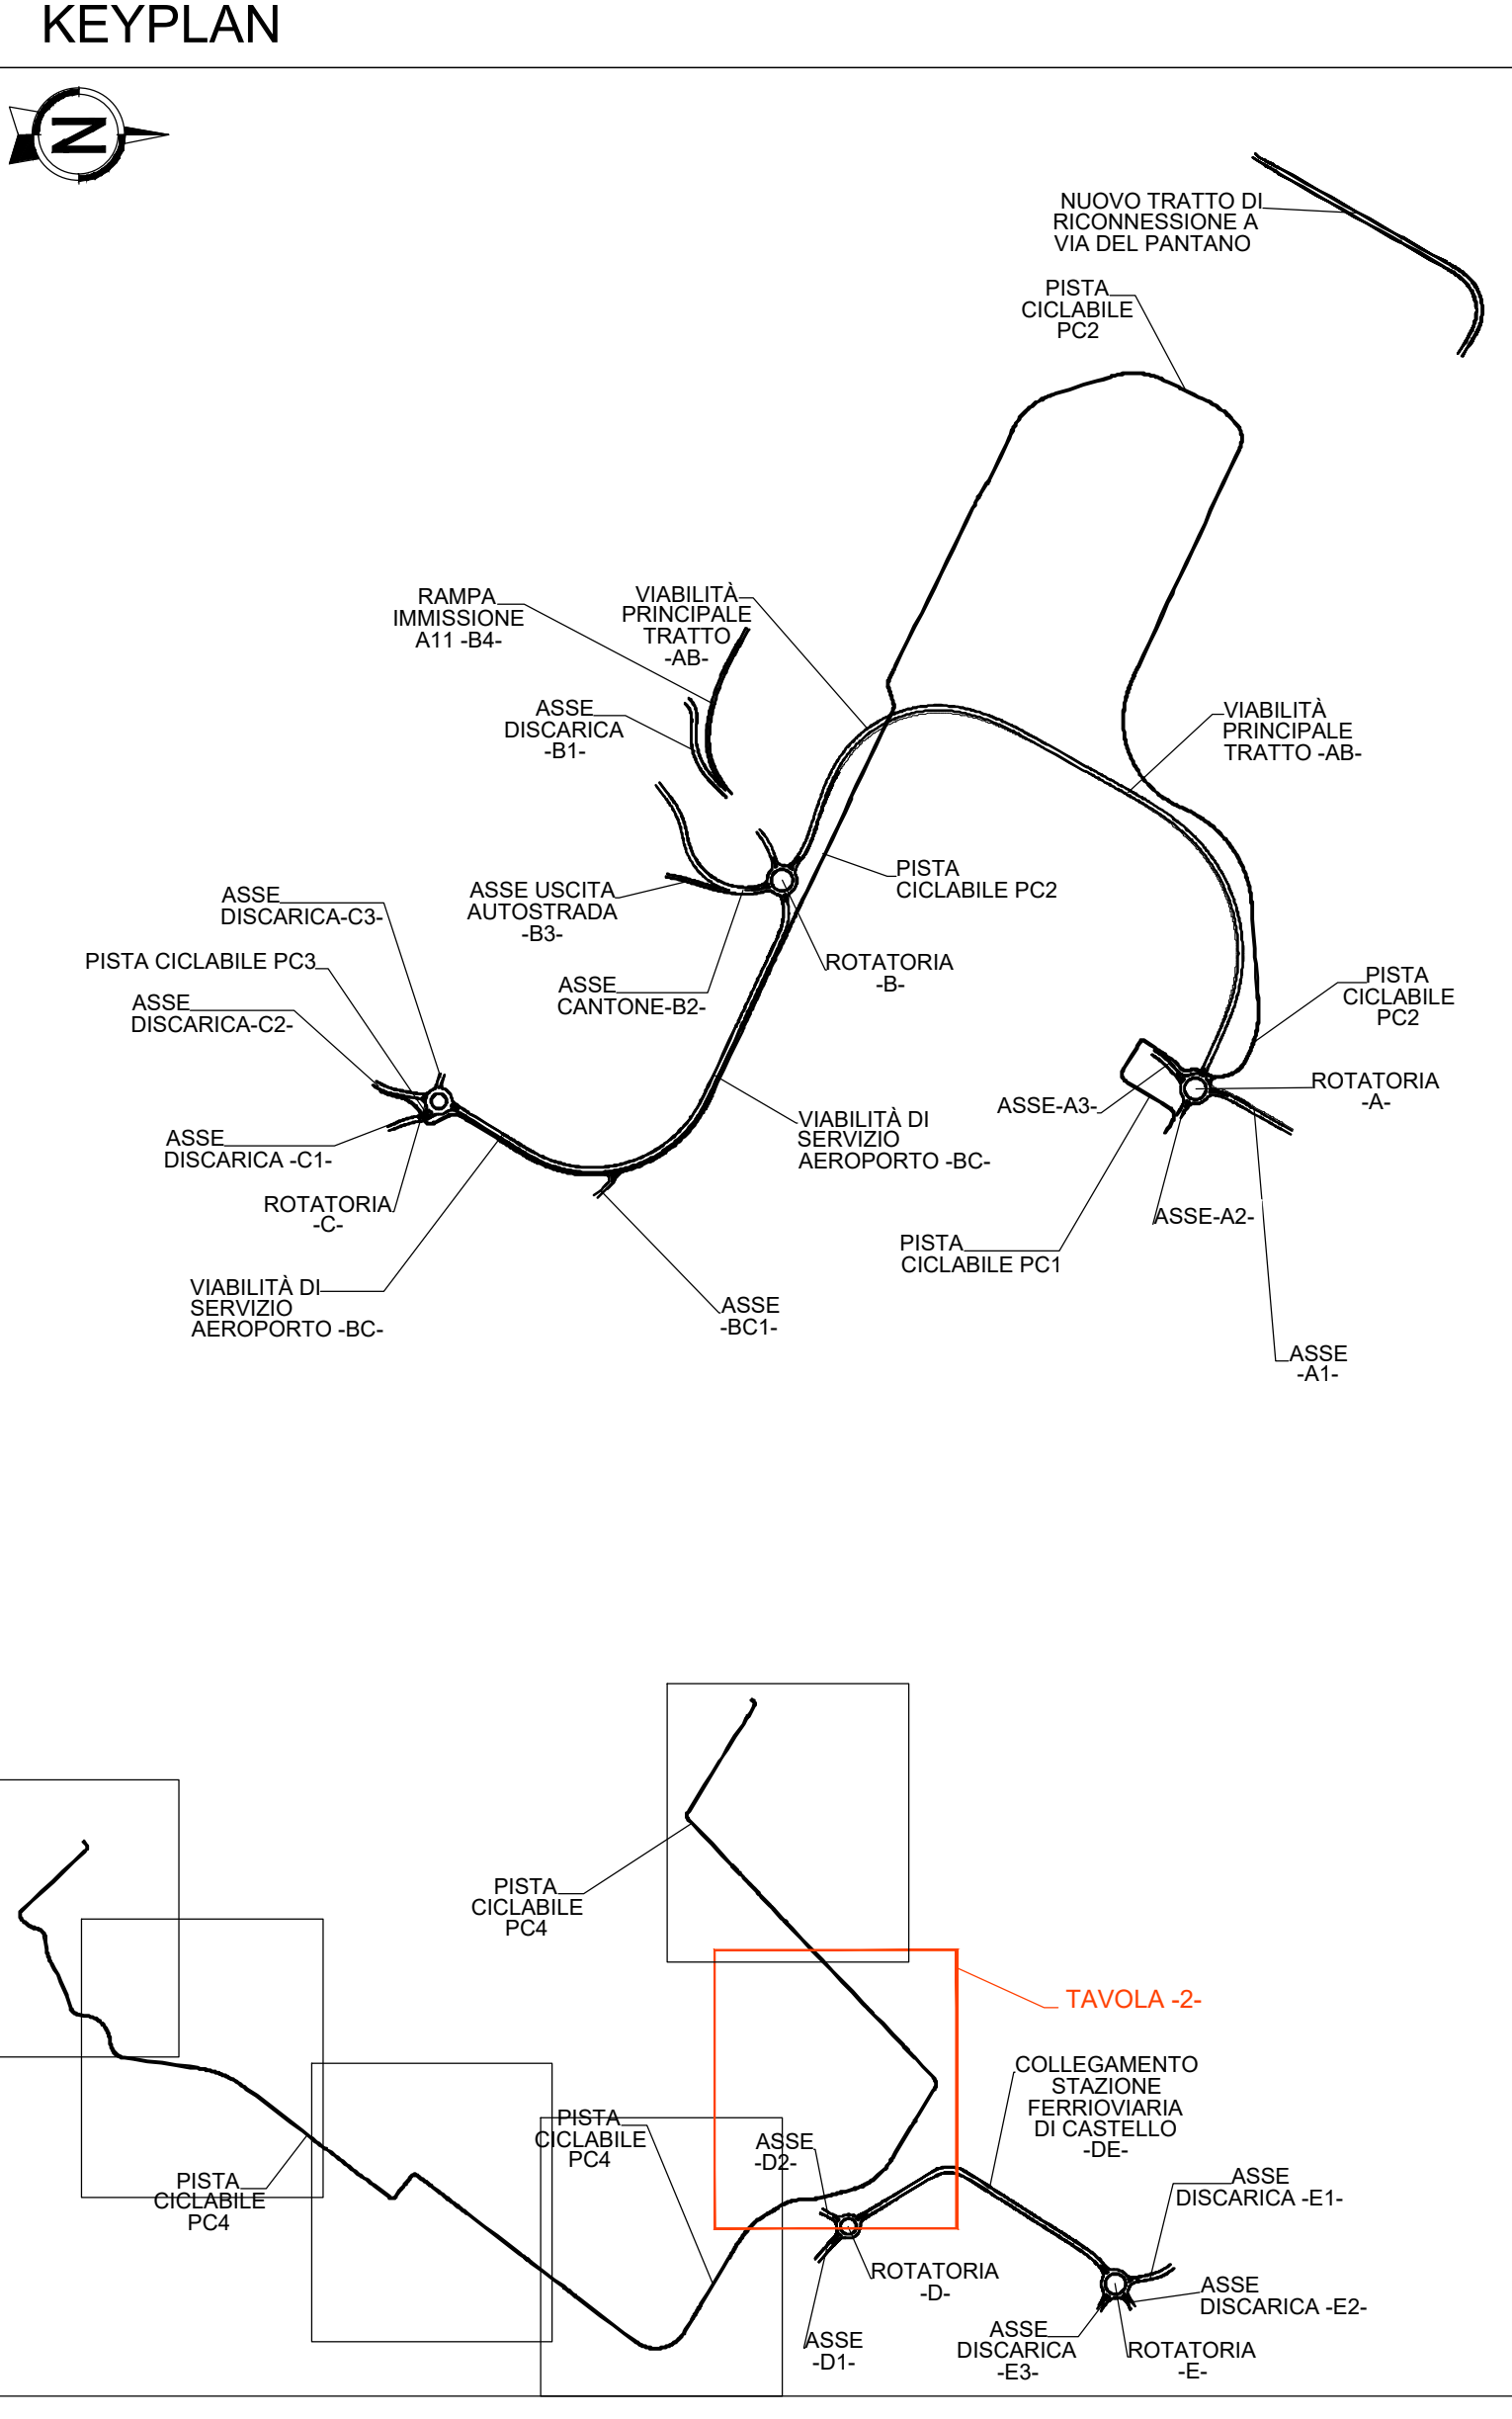 KEYPLAN
N
NUOVO TRATTO DI
RICONNESSIONE A
VIA DEL PANTANO
PISTA
CICLABILE
PC2
RAMPA
IMMISSIONE
A11 -B4-
VIABILITÀ
PRINCIPALE
TRATTO
-AB-
ASSE
DISCARICA
-B1-
VIABILITÀ
PRINCIPALE
TRATTO -AB-
PISTA
CICLABILE PC2
ASSE USCITA
AUTOSTRADA
-B3-
ASSE
DISCARICA-C3-
PISTA CICLABILE PC3
ASSE
DISCARICA-C2-
ASSE
CANTONE-B2-
ROTATORIA
-B-
PISTA
CICLABILE
PC2
ROTATORIA
-A-
ASSE-A3-
VIABILITÀ DI
SERVIZIO
AEROPORTO -BC-
ASSE
DISCARICA -C1-
ROTATORIA
-C-
ASSE-A2-
PISTA
CICLABILE PC1
VIABILITÀ DI
SERVIZIO
AEROPORTO -BC-
ASSE
-BC1-
ASSE
-A1-
PISTA
CICLABILE
PC4
TAVOLA -2-
COLLEGAMENTO
STAZIONE
FERRIOVIARIA
DI CASTELLO
-DE-
PISTA
CICLABILE
PC4
ASSE
-D2-
PISTA
CICLABILE
PC4
ASSE
DISCARICA -E1-
ROTATORIA
-D-
ASSE
DISCARICA -E2-
ASSE
-D1-
ASSE
DISCARICA
-E3-
ROTATORIA
-E-